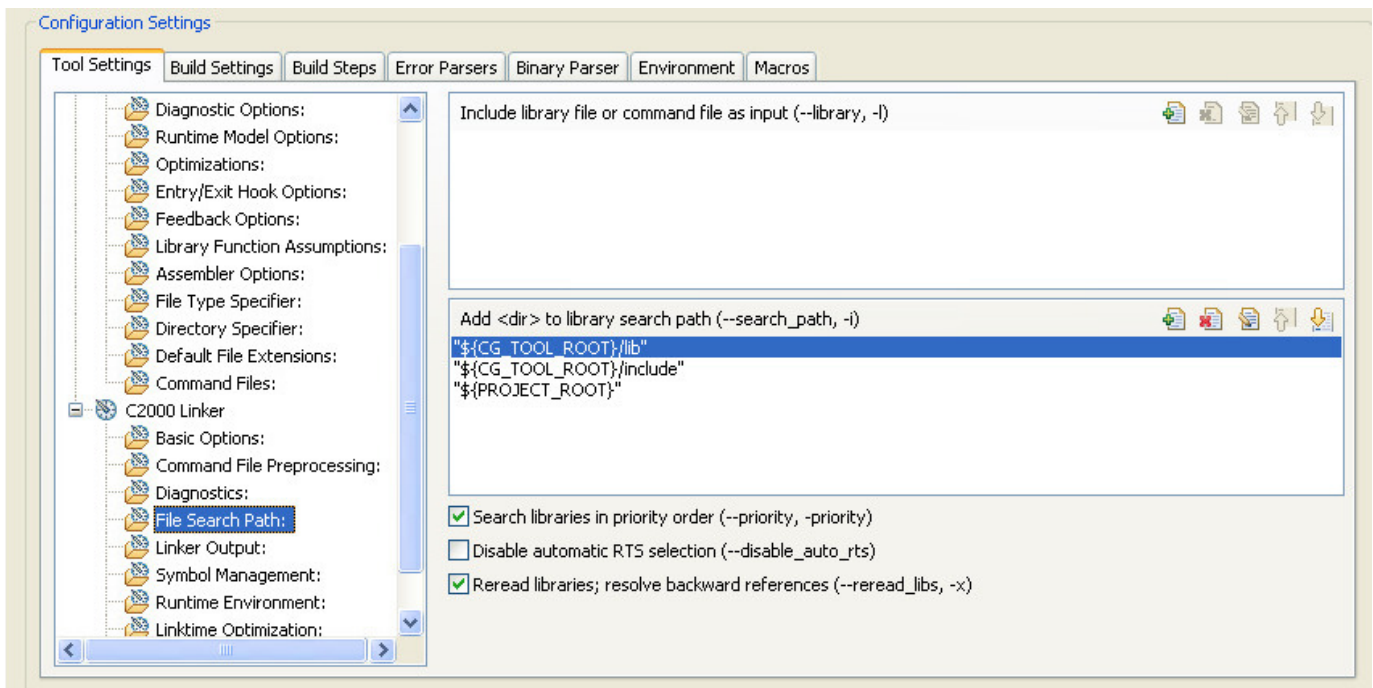 Configuration Settings
Tool Settings
Build Settings
Build Steps
Error Parsers
Binary Parser
Environment
Macros
Diagnostic Options:
Runtime Model Options:
Optimizations:
Entry/Exit Hook Options:
Feedback Options:
Library Function Assumptions:
Assembler Options:
File Type Specifier:
Directory Specifier:
Default File Extensions:
Command Files:
C2000 Linker
Basic Options:
Command File Preprocessing:
Diagnostics:
File Search Path:
Linker Output:
Symbol Management:
Runtime Environment:
Linktime Optimization:
Include library file or command file as input (--library, -l)
Add <dir> to library search path (--search_path, -i)
"${CG_TOOL_ROOT}/lib"
"${CG_TOOL_ROOT}/include"
"${PROJECT_ROOT}"
Search libraries in priority order (--priority, -priority)
Disable automatic RTS selection (--disable_auto_rts)
Reread libraries; resolve backward references (--reread_libs, -x)